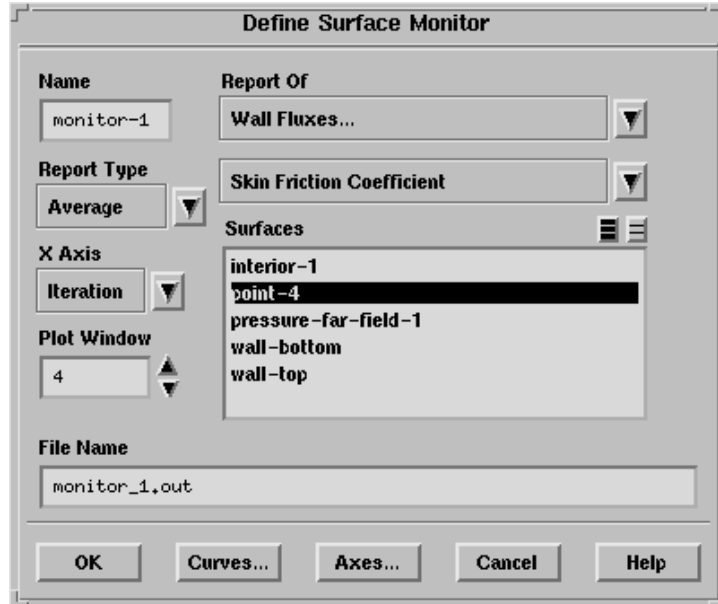 Define Surface Monitor
Name
monitor-1
Report Of
Wall Fluxes...
Report Type
Average
Skin Friction Coefficient
X Axis
Iteration
Surfaces
interior-1
point-4
pressure-far-field-1
wall-bottom
wall-top
Plot Window
4
File Name
monitor_1.out
OK
Curves...
Axes...
Cancel
Help